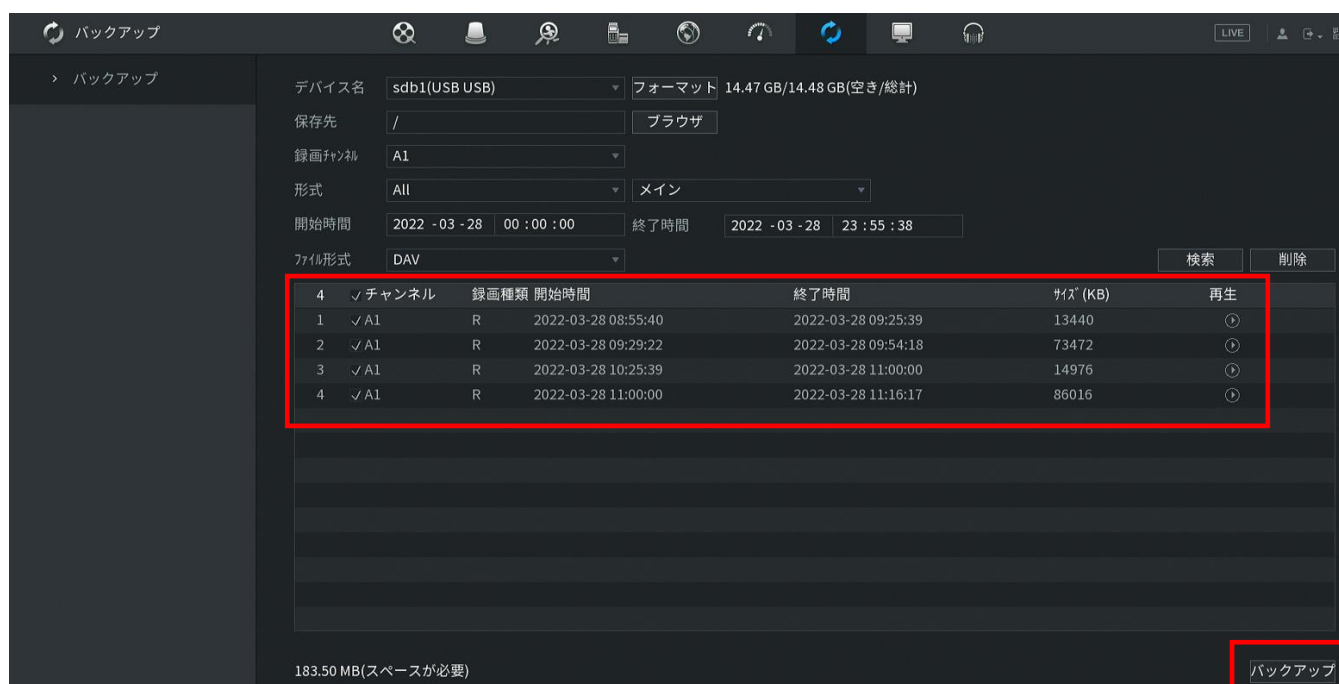 バックアップ LIVE
バックアップ
デバイス名 sdb1(USB USB) フォーマット 14.47 GB/14.48 GB(空き/総計)
保存先 / ブラウザ
録画ﾁｬﾝﾈﾙ A1
形式 All メイン
開始時間 2022 - 03 - 28 00 : 00 : 00 終了時間 2022 - 03 - 28 23 : 55 : 38
ﾌｧｲﾙ形式 DAV 検索 削除
4 チャンネル 録画種類 開始時間 終了時間 ｻｲｽﾞ(KB) 再生
1 A1 R 2022-03-28 08:55:40 2022-03-28 09:25:39 13440
2 A1 R 2022-03-28 09:29:22 2022-03-28 09:54:18 73472
3 A1 R 2022-03-28 10:25:39 2022-03-28 11:00:00 14976
4 A1 R 2022-03-28 11:00:00 2022-03-28 11:16:17 86016
183.50 MB(スペースが必要) バックアップ